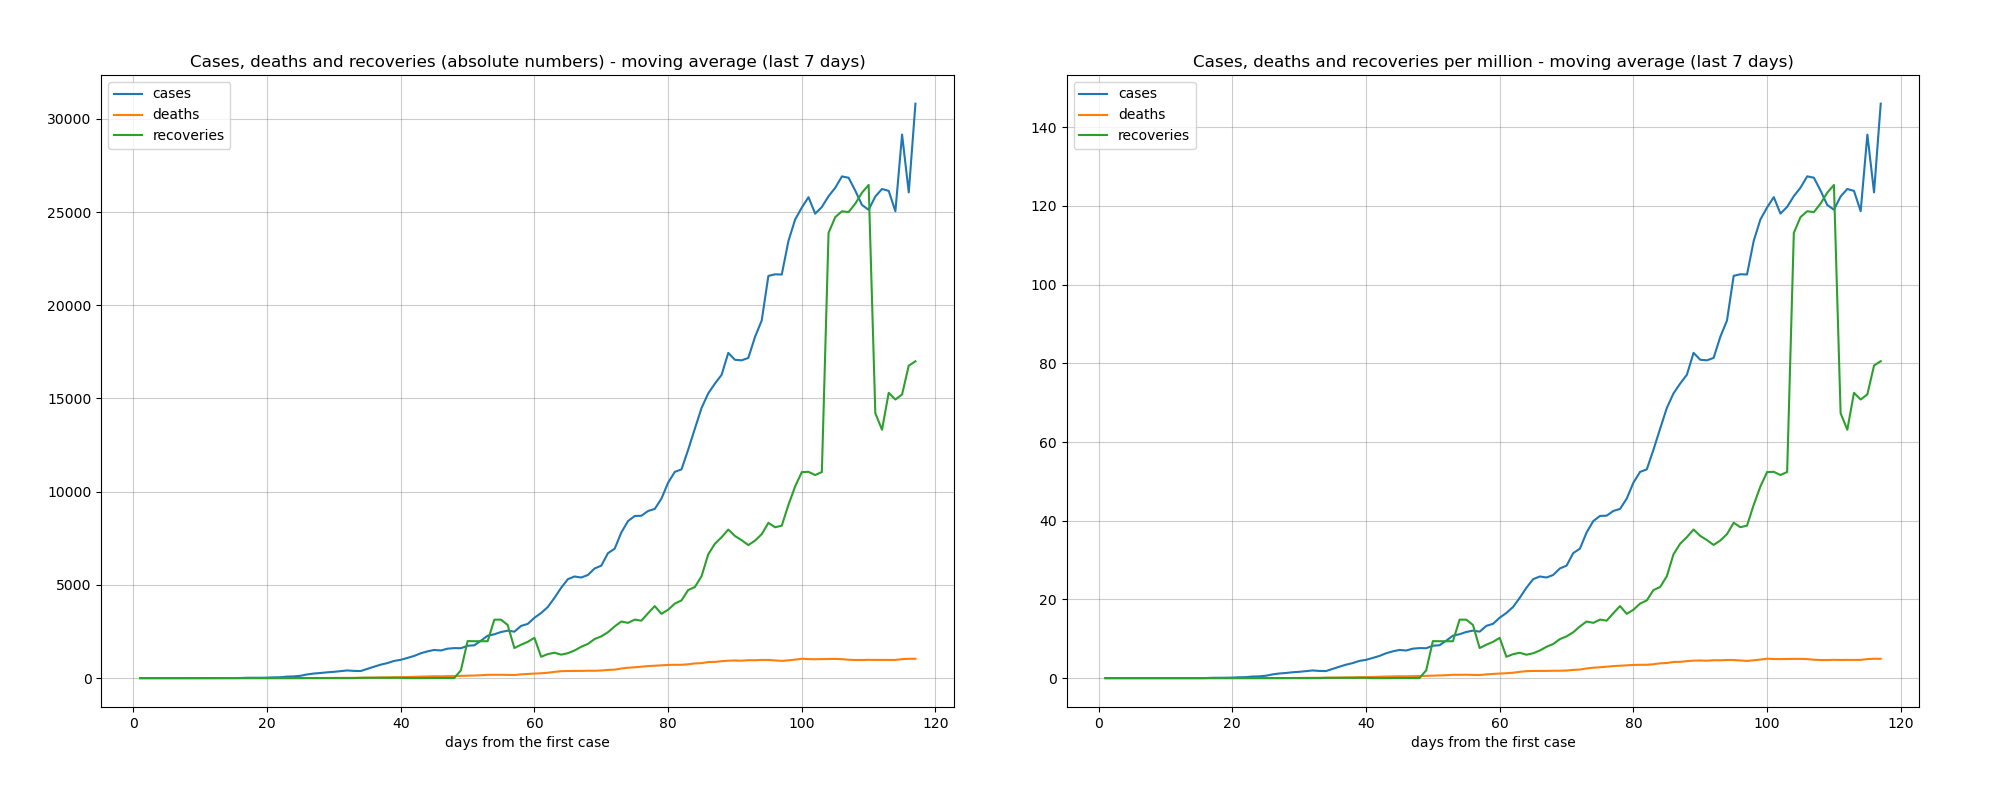 Cases, deaths and recoveries (absolute numbers) - moving average (last 7 days)
cases
deaths
recoveries
30000
25000
20000
15000
10000
5000
0
0 20 40 60 80 100 120
days from the first case
Cases, deaths and recoveries per million - moving average (last 7 days)
cases
deaths
recoveries
140
120
100
80
60
40
20
0
0 20 40 60 80 100 120
days from the first case